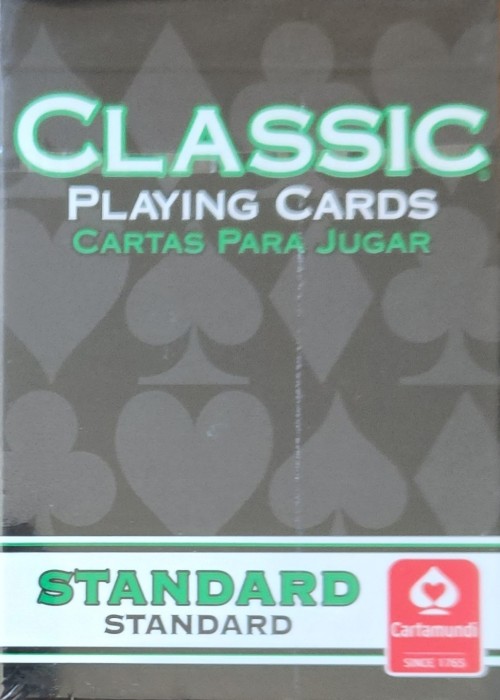 CLASSIC
PLAYING CARDS
CARTAS PARA JUGAR
STANDARD
STANDARD
Cartamundi
SINCE 1765